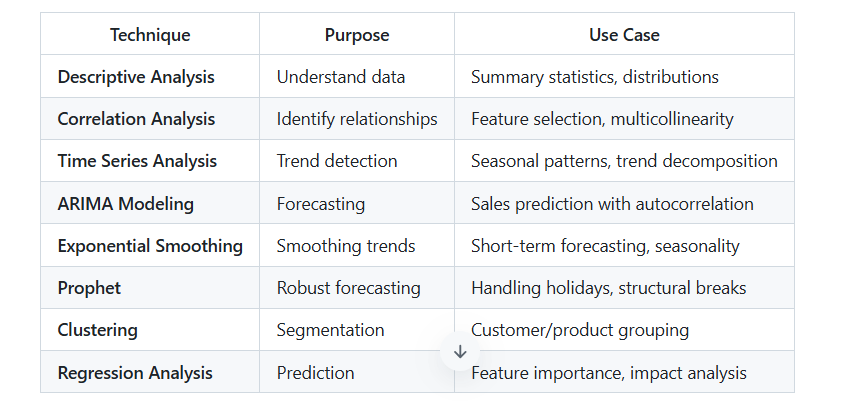 Technique Purpose Use Case
Descriptive Analysis Understand data Summary statistics, distributions
Correlation Analysis Identify relationships Feature selection, multicollinearity
Time Series Analysis Trend detection Seasonal patterns, trend decomposition
ARIMA Modeling Forecasting Sales prediction with autocorrelation
Exponential Smoothing Smoothing trends Short-term forecasting, seasonality
Prophet Robust forecasting Handling holidays, structural breaks
Clustering Segmentation Customer/product grouping
Regression Analysis Prediction Feature importance, impact analysis